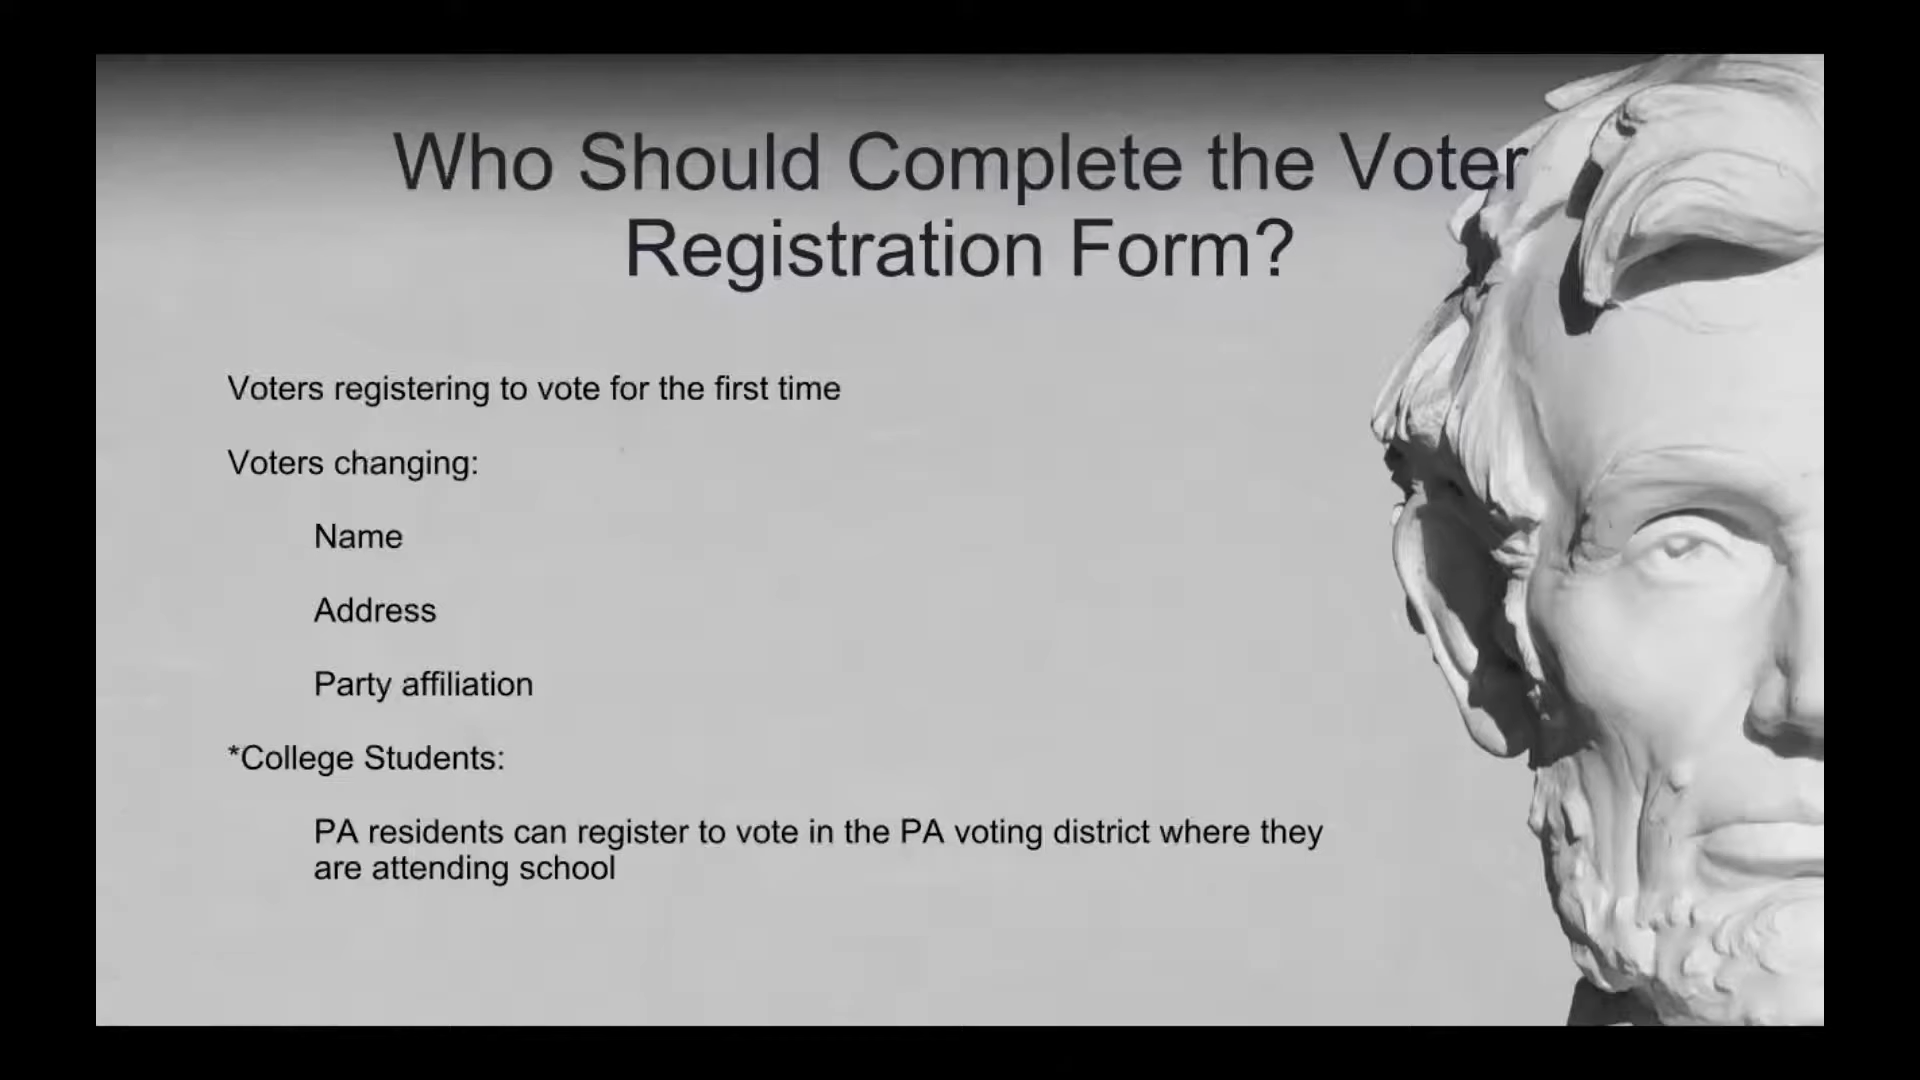 Who Should Complete the Voter
Registration Form?
Voters registering to vote for the first time
Voters changing:
Name
Address
Party affiliation
*College Students:
PA residents can register to vote in the PA voting district where they
are attending school